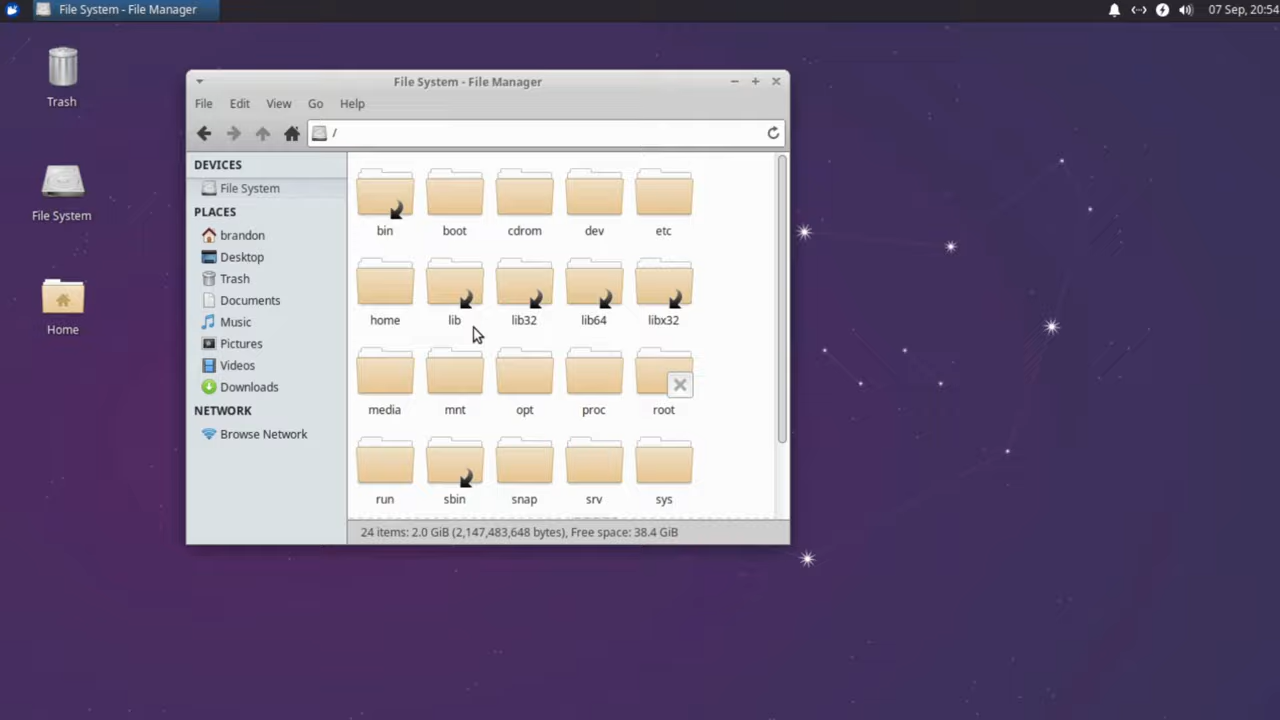 File System - File Manager
07 Sep, 20:54
Trash
File System
Home
File System - File Manager
File Edit View Go Help
/
DEVICES
File System
PLACES
brandon
Desktop
Trash
Documents
Music
Pictures
Videos
Downloads
NETWORK
Browse Network
bin boot cdrom dev etc
home lib lib32 lib64 libx32
media mnt opt proc root
run sbin snap srv sys
24 items: 2.0 GiB (2,147,483,648 bytes), Free space: 38.4 GiB